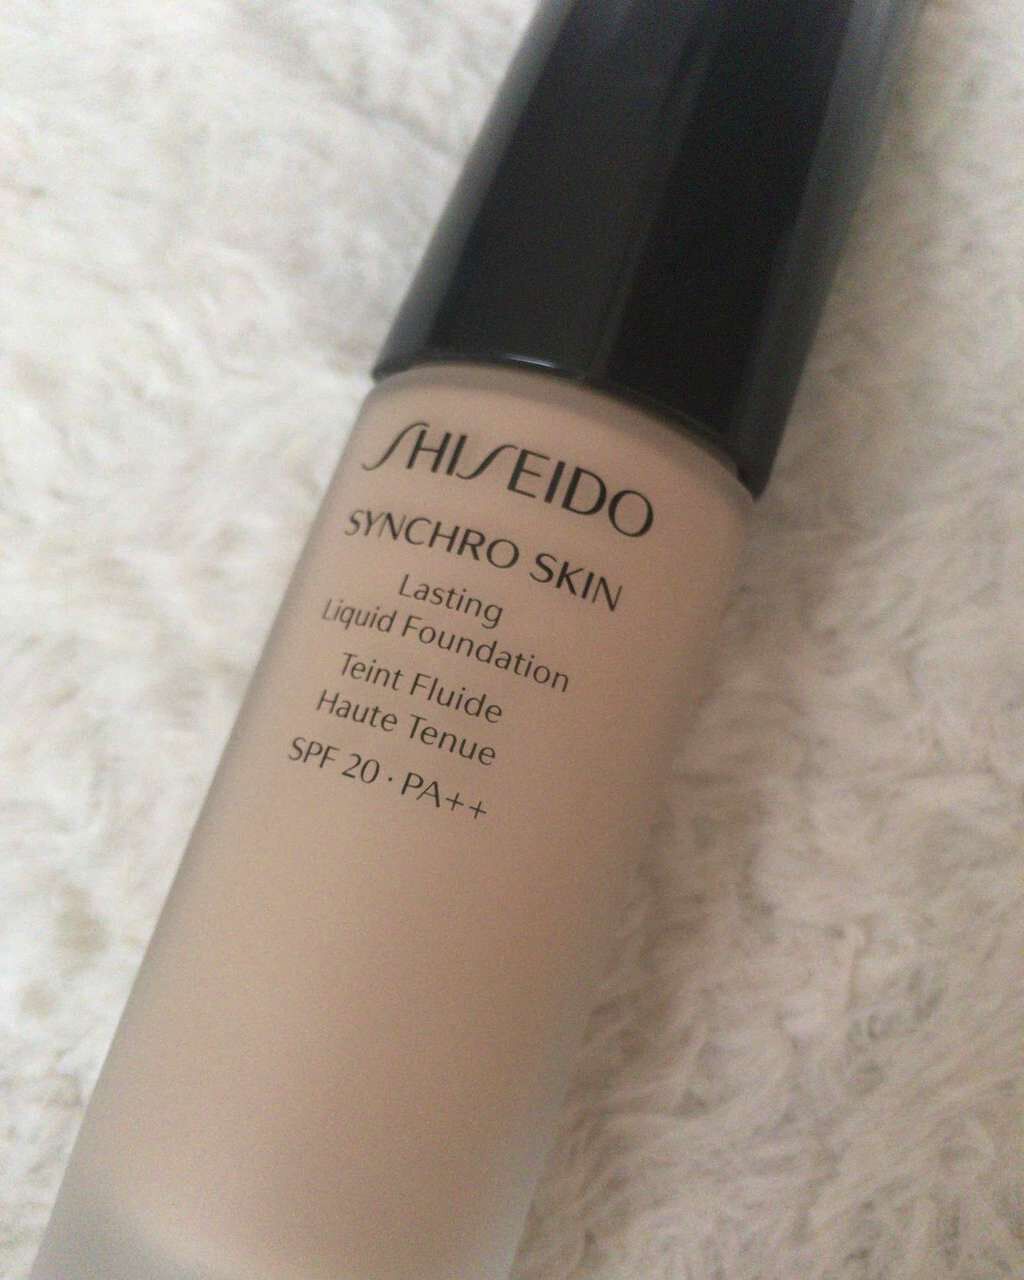 SHISEIDO
SYNCHRO SKIN
Lasting
Liquid Foundation
Teint Fluide
Haute Tenue
SPF 20 · PA++